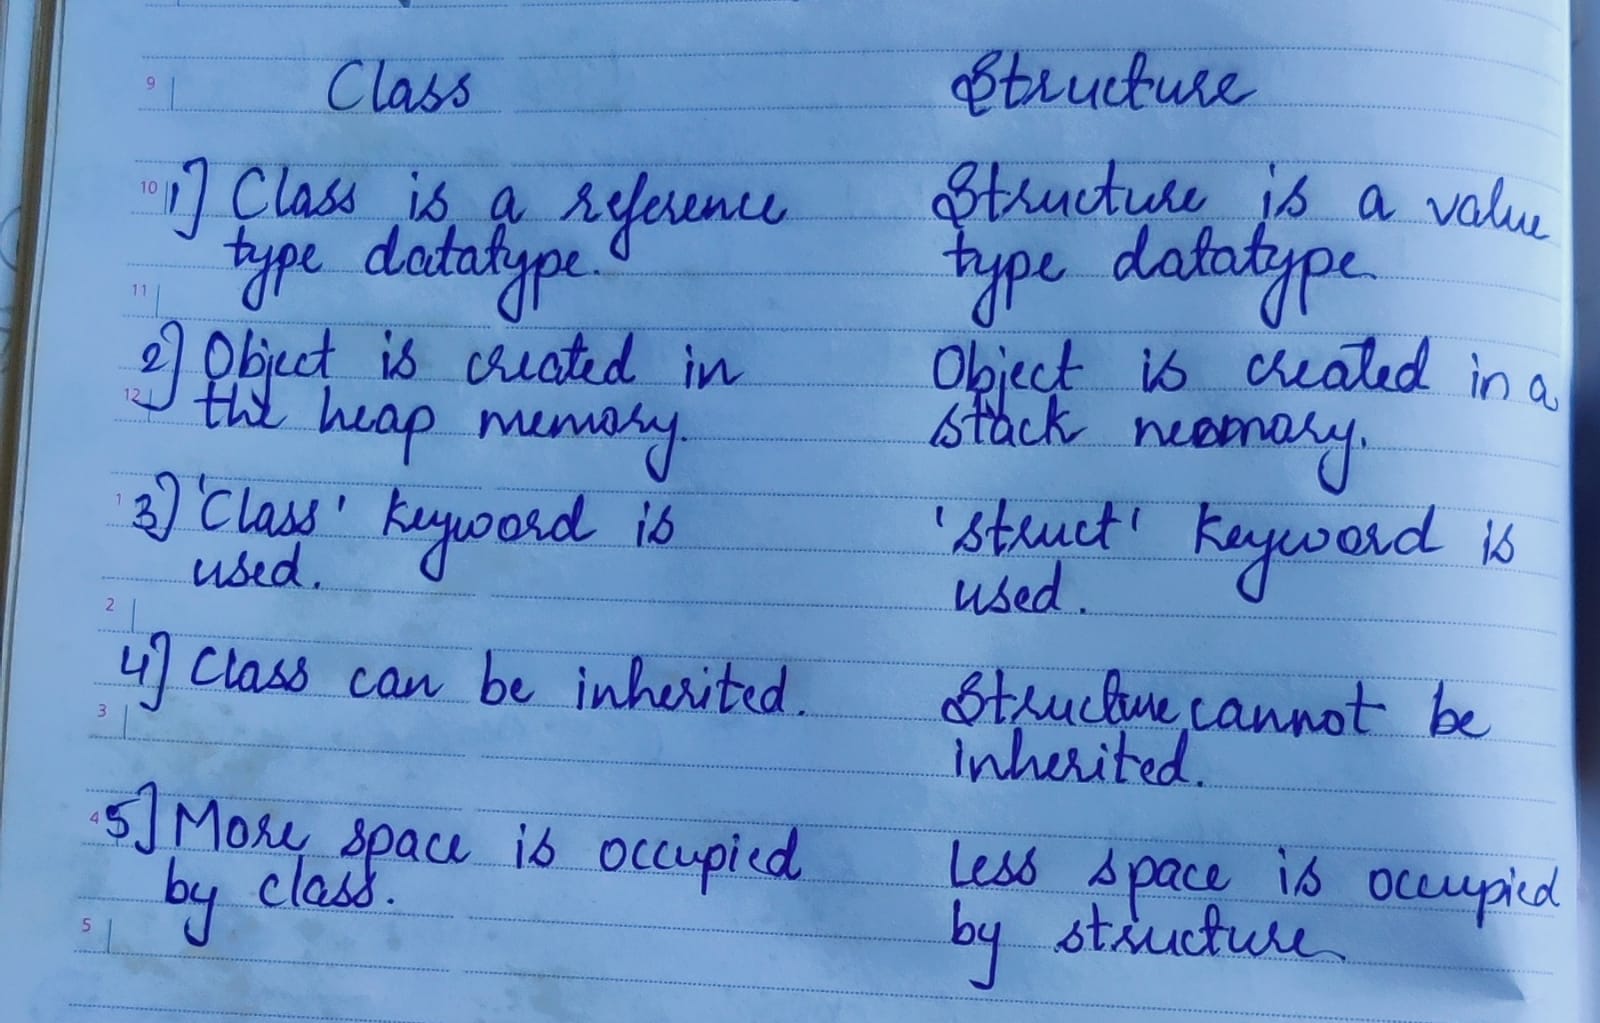 Class Structure
9
10 1] Class is a reference Structure is a value
type datatype. type datatype.
11
2] Object is created in Object is created in a
12 the heap memory. stack neomory.
1 3] 'Class' keyword is 'struct' keyword is
used. used.
2
4] Class can be inherited. Structure cannot be
3 inherited.
4 5] More space is occupied Less space is occupied
by class. by structure
5